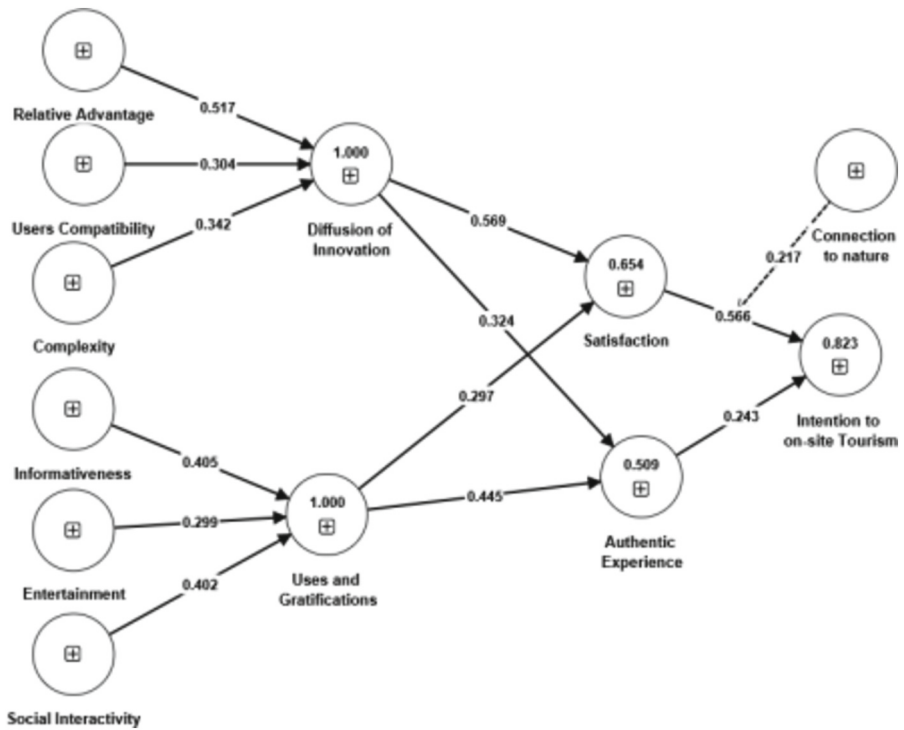 Relative Advantage
0.517
Users Compatibility
0.304
Complexity
0.342
1.000
Diffusion of
Innovation
0.569
0.324
Informativeness
0.405
Entertainment
0.299
Social Interactivity
0.402
1.000
Uses and
Gratifications
0.297
0.445
0.654
Satisfaction
0.566
0.509
Authentic
Experience
0.243
Connection
to nature
0.217
0.823
Intention to
on-site Tourism